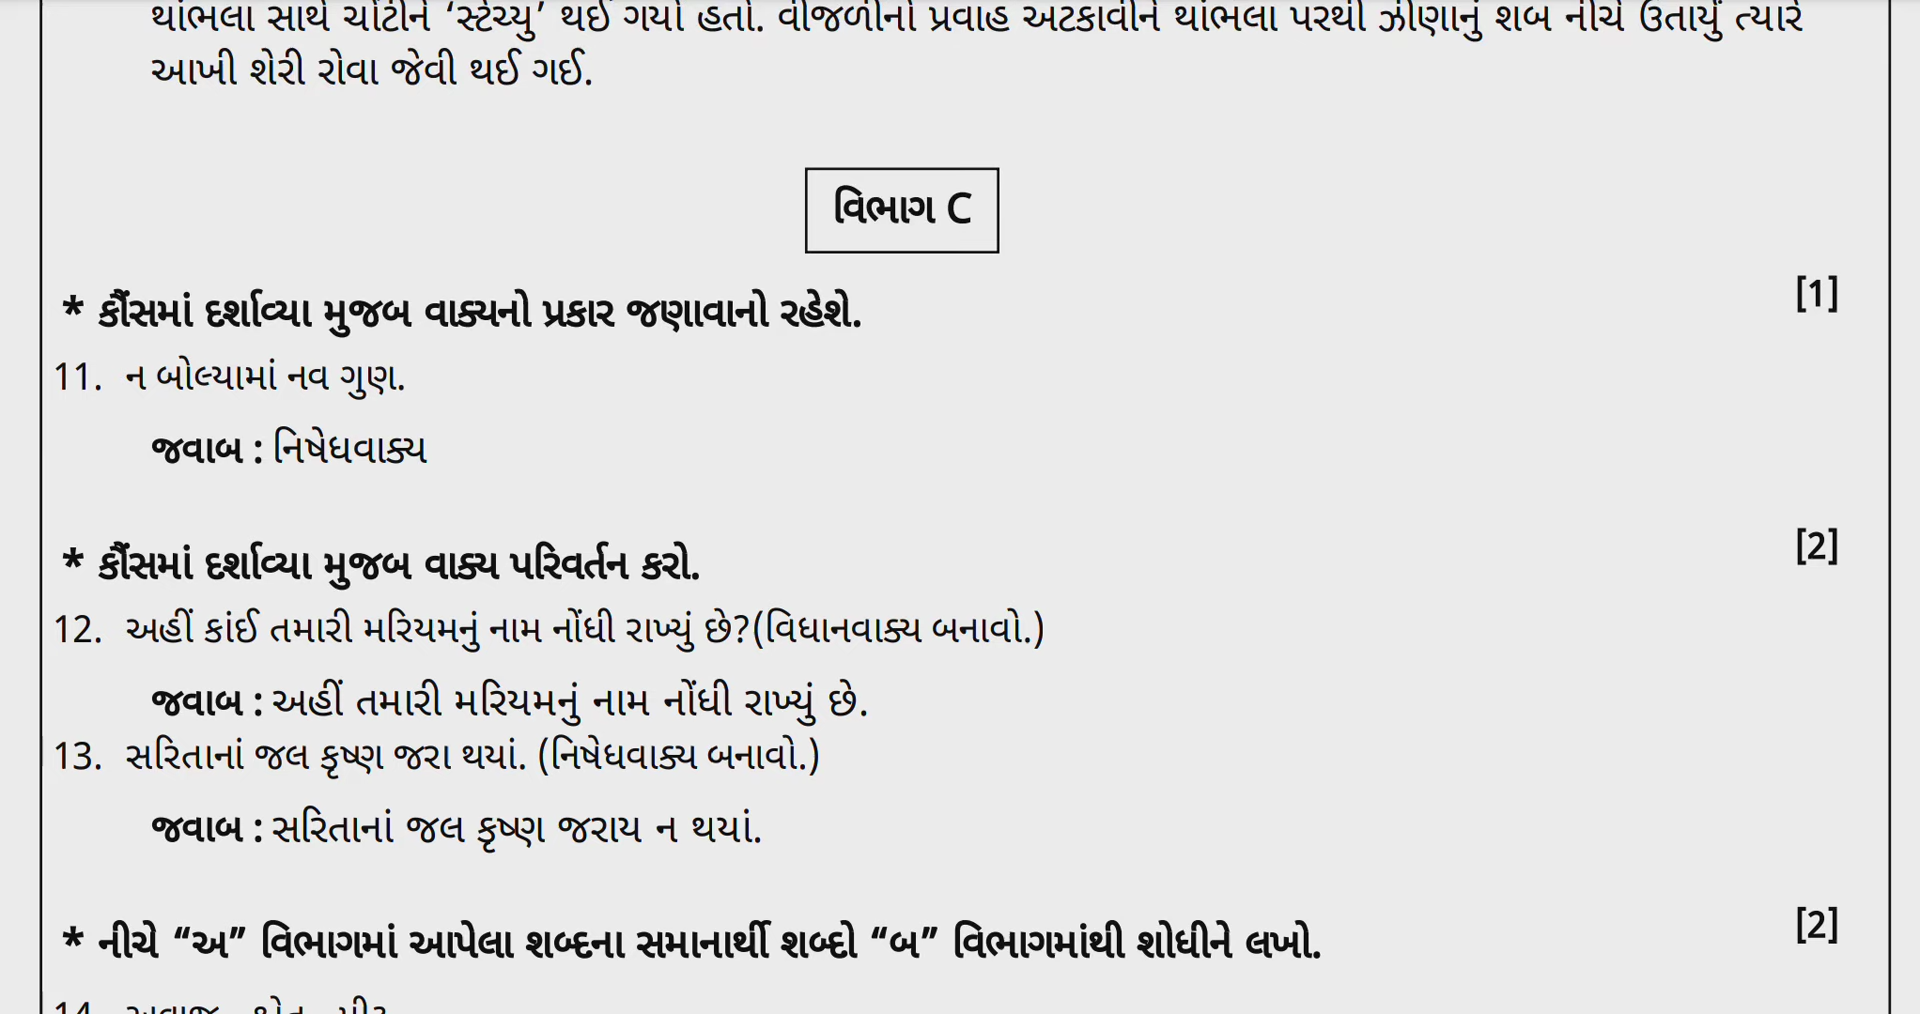 થાંભલા સાથે ચોંટીને ‘સ્ટેચ્યુ’ થઈ ગયો હતો. વીજળીનો પ્રવાહ અટકાવીને થાંભલા પરથી ઝીણાનું શબ નીચે ઉતાર્યું ત્યારે
આખી શેરી રોવા જેવી થઈ ગઈ.
વિભાગ C
* કૌંસમાં દર્શાવ્યા મુજબ વાક્યનો પ્રકાર જણાવાનો રહેશે. [1]
11. ન બોલ્યામાં નવ ગુણ.
જવાબ : નિષેધવાક્ય
* કૌંસમાં દર્શાવ્યા મુજબ વાક્ય પરિવર્તન કરો. [2]
12. અહીં કાંઈ તમારી મરિયમનું નામ નોંધી રાખ્યું છે?(વિધાનવાક્ય બનાવો.)
જવાબ : અહીં તમારી મરિયમનું નામ નોંધી રાખ્યું છે.
13. સરિતાનાં જલ કૃષ્ણ જરા થયાં. (નિષેધવાક્ય બનાવો.)
જવાબ : સરિતાનાં જલ કૃષ્ણ જરાય ન થયાં.
* નીચે “અ” વિભાગમાં આપેલા શબ્દના સમાનાર્થી શબ્દો “બ” વિભાગમાંથી શોધીને લખો. [2]
14.